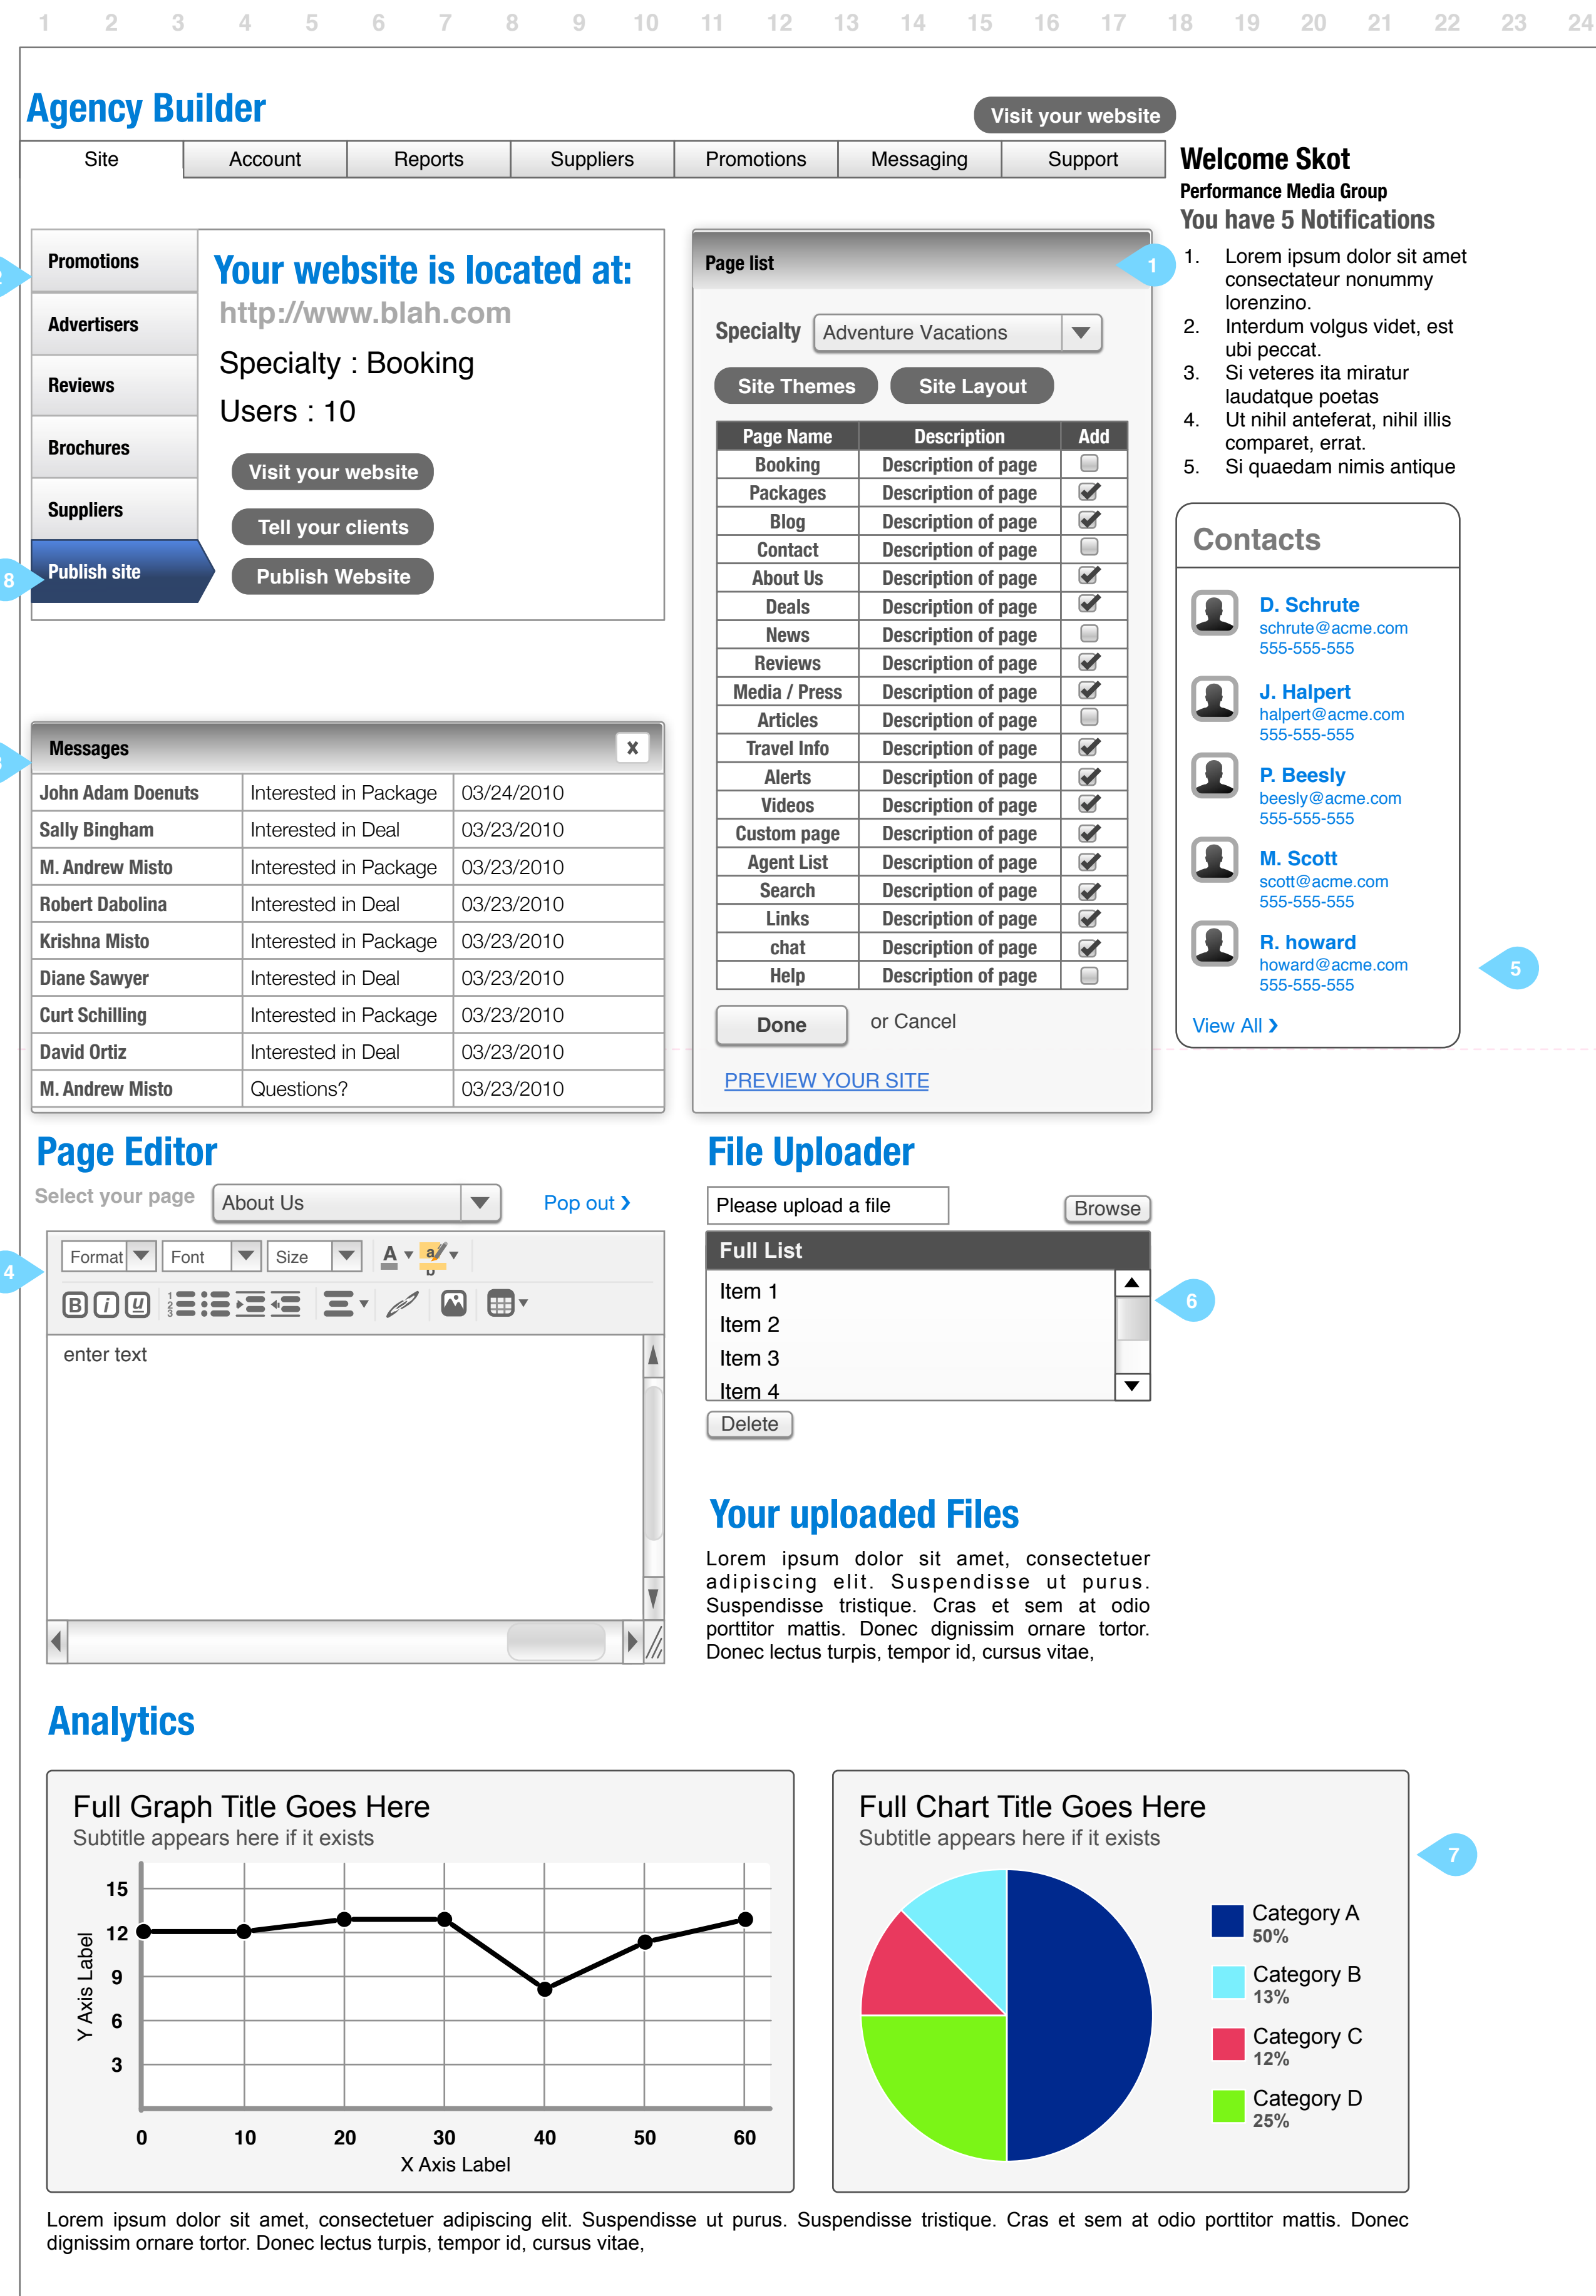 1 2 3 4 5 6 7 8 9 10 11 12 13 14 15 16 17 18 19 20 21 22 23 24
Agency Builder
Visit your website
Site Account Reports Suppliers Promotions Messaging Support
Welcome Skot
Performance Media Group
You have 5 Notifications
1. Lorem ipsum dolor sit amet
consectateur nonummy
lorenzino.
2. Interdum volgus videt, est
ubi peccat.
3. Si veteres ita miratur
laudatque poetas
4. Ut nihil anteferat, nihil illis
comparet, errat.
5. Si quaedam nimis antique
Promotions
Advertisers
Reviews
Brochures
Suppliers
8
Publish site
Your website is located at:
http://www.blah.com
Specialty : Booking
Users : 10
Visit your website
Tell your clients
Publish Website
Page list
1
Specialty Adventure Vacations
Site Themes Site Layout
Page Name Description Add
Booking Description of page
Packages Description of page
Blog Description of page
Contact Description of page
About Us Description of page
Deals Description of page
News Description of page
Reviews Description of page
Media / Press Description of page
Articles Description of page
Travel Info Description of page
Alerts Description of page
Videos Description of page
Custom page Description of page
Agent List Description of page
Search Description of page
Links Description of page
chat Description of page
Help Description of page
Done or Cancel
PREVIEW YOUR SITE
Contacts
D. Schrute
schrute@acme.com
555-555-555
J. Halpert
halpert@acme.com
555-555-555
P. Beesly
beesly@acme.com
555-555-555
M. Scott
scott@acme.com
555-555-555
R. howard
howard@acme.com
555-555-555
View All ›
5
Messages x
John Adam Doenuts Interested in Package 03/24/2010
Sally Bingham Interested in Deal 03/23/2010
M. Andrew Misto Interested in Package 03/23/2010
Robert Dabolina Interested in Deal 03/23/2010
Krishna Misto Interested in Package 03/23/2010
Diane Sawyer Interested in Deal 03/23/2010
Curt Schilling Interested in Package 03/23/2010
David Ortiz Interested in Deal 03/23/2010
M. Andrew Misto Questions? 03/23/2010
Page Editor
Select your page About Us Pop out ›
4
Format Font Size A a/b
B i u 1 2 3
enter text
File Uploader
Please upload a file Browse
Full List
Item 1
Item 2
Item 3
Item 4
6
Delete
Your uploaded Files
Lorem ipsum dolor sit amet, consectetuer
adipiscing elit. Suspendisse ut purus.
Suspendisse tristique. Cras et sem at odio
porttitor mattis. Donec dignissim ornare tortor.
Donec lectus turpis, tempor id, cursus vitae,
Analytics
Full Graph Title Goes Here
Subtitle appears here if it exists
15
12
9
6
3
Y Axis Label
0 10 20 30 40 50 60
X Axis Label
Full Chart Title Goes Here
Subtitle appears here if it exists
7
Category A
50%
Category B
13%
Category C
12%
Category D
25%
Lorem ipsum dolor sit amet, consectetuer adipiscing elit. Suspendisse ut purus. Suspendisse tristique. Cras et sem at odio porttitor mattis. Donec
dignissim ornare tortor. Donec lectus turpis, tempor id, cursus vitae,